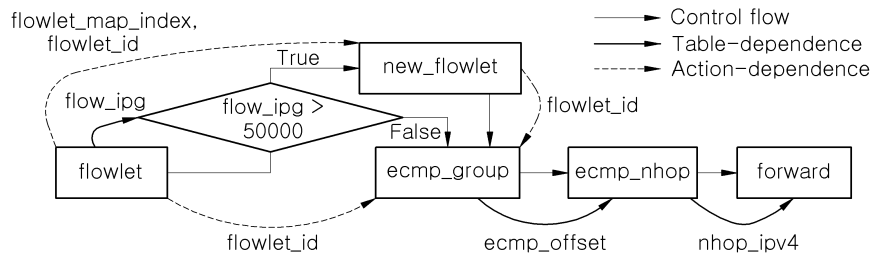 flowlet_map_index,
flowlet_id
Control flow
Table-dependence
Action-dependence
True
new_flowlet
flow_ipg
flow_ipg >
50000
False
flowlet_id
flowlet
ecmp_group
ecmp_nhop
forward
flowlet_id
ecmp_offset
nhop_ipv4